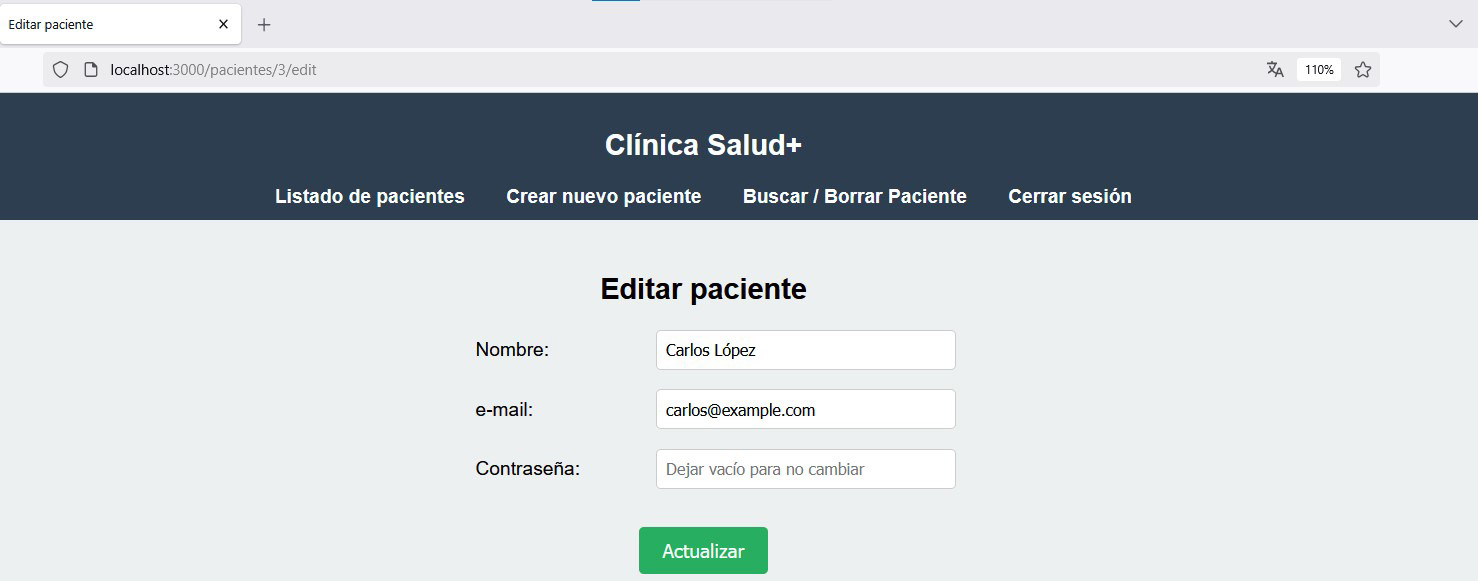 Editar paciente
localhost:3000/pacientes/3/edit 110%
Clínica Salud+
Listado de pacientes Crear nuevo paciente Buscar / Borrar Paciente Cerrar sesión
Editar paciente
Nombre: Carlos López
e-mail: carlos@example.com
Contraseña: Dejar vacío para no cambiar
Actualizar